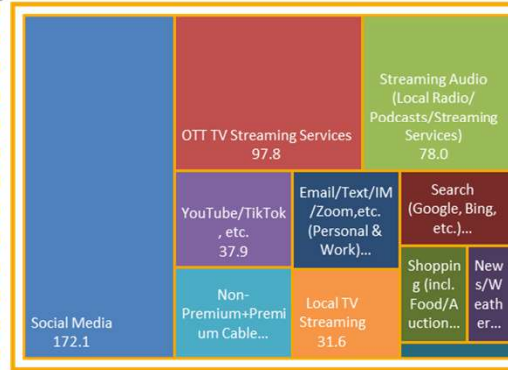 Social Media
172.1
OTT TV Streaming Services
97.8
Streaming Audio
(Local Radio/
Podcasts/Streaming
Services)
78.0
YouTube/TikTok
, etc.
37.9
Email/Text/IM
/Zoom,etc.
(Personal &
Work)...
Search
(Google, Bing,
etc.)...
Non-
Premium+Premi
um Cable...
Local TV
Streaming
31.6
Shoppin
g (incl.
Food/A
uction...
New
s/W
eath
er...